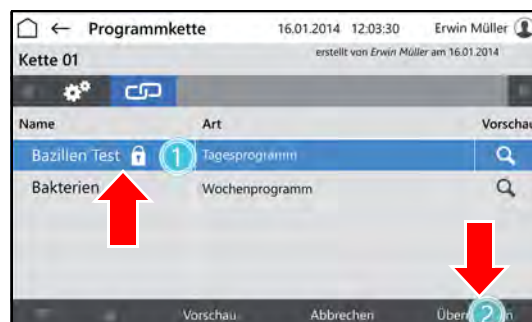 Programmkette 16.01.2014 12:03:30 Erwin Müller
Kette 01 erstellt von Erwin Müller am 16.01.2014
Name Art Vorschau
Bazillen Test 1 Tagesprogramm
Bakterien Wochenprogramm
Vorschau Abbrechen 2